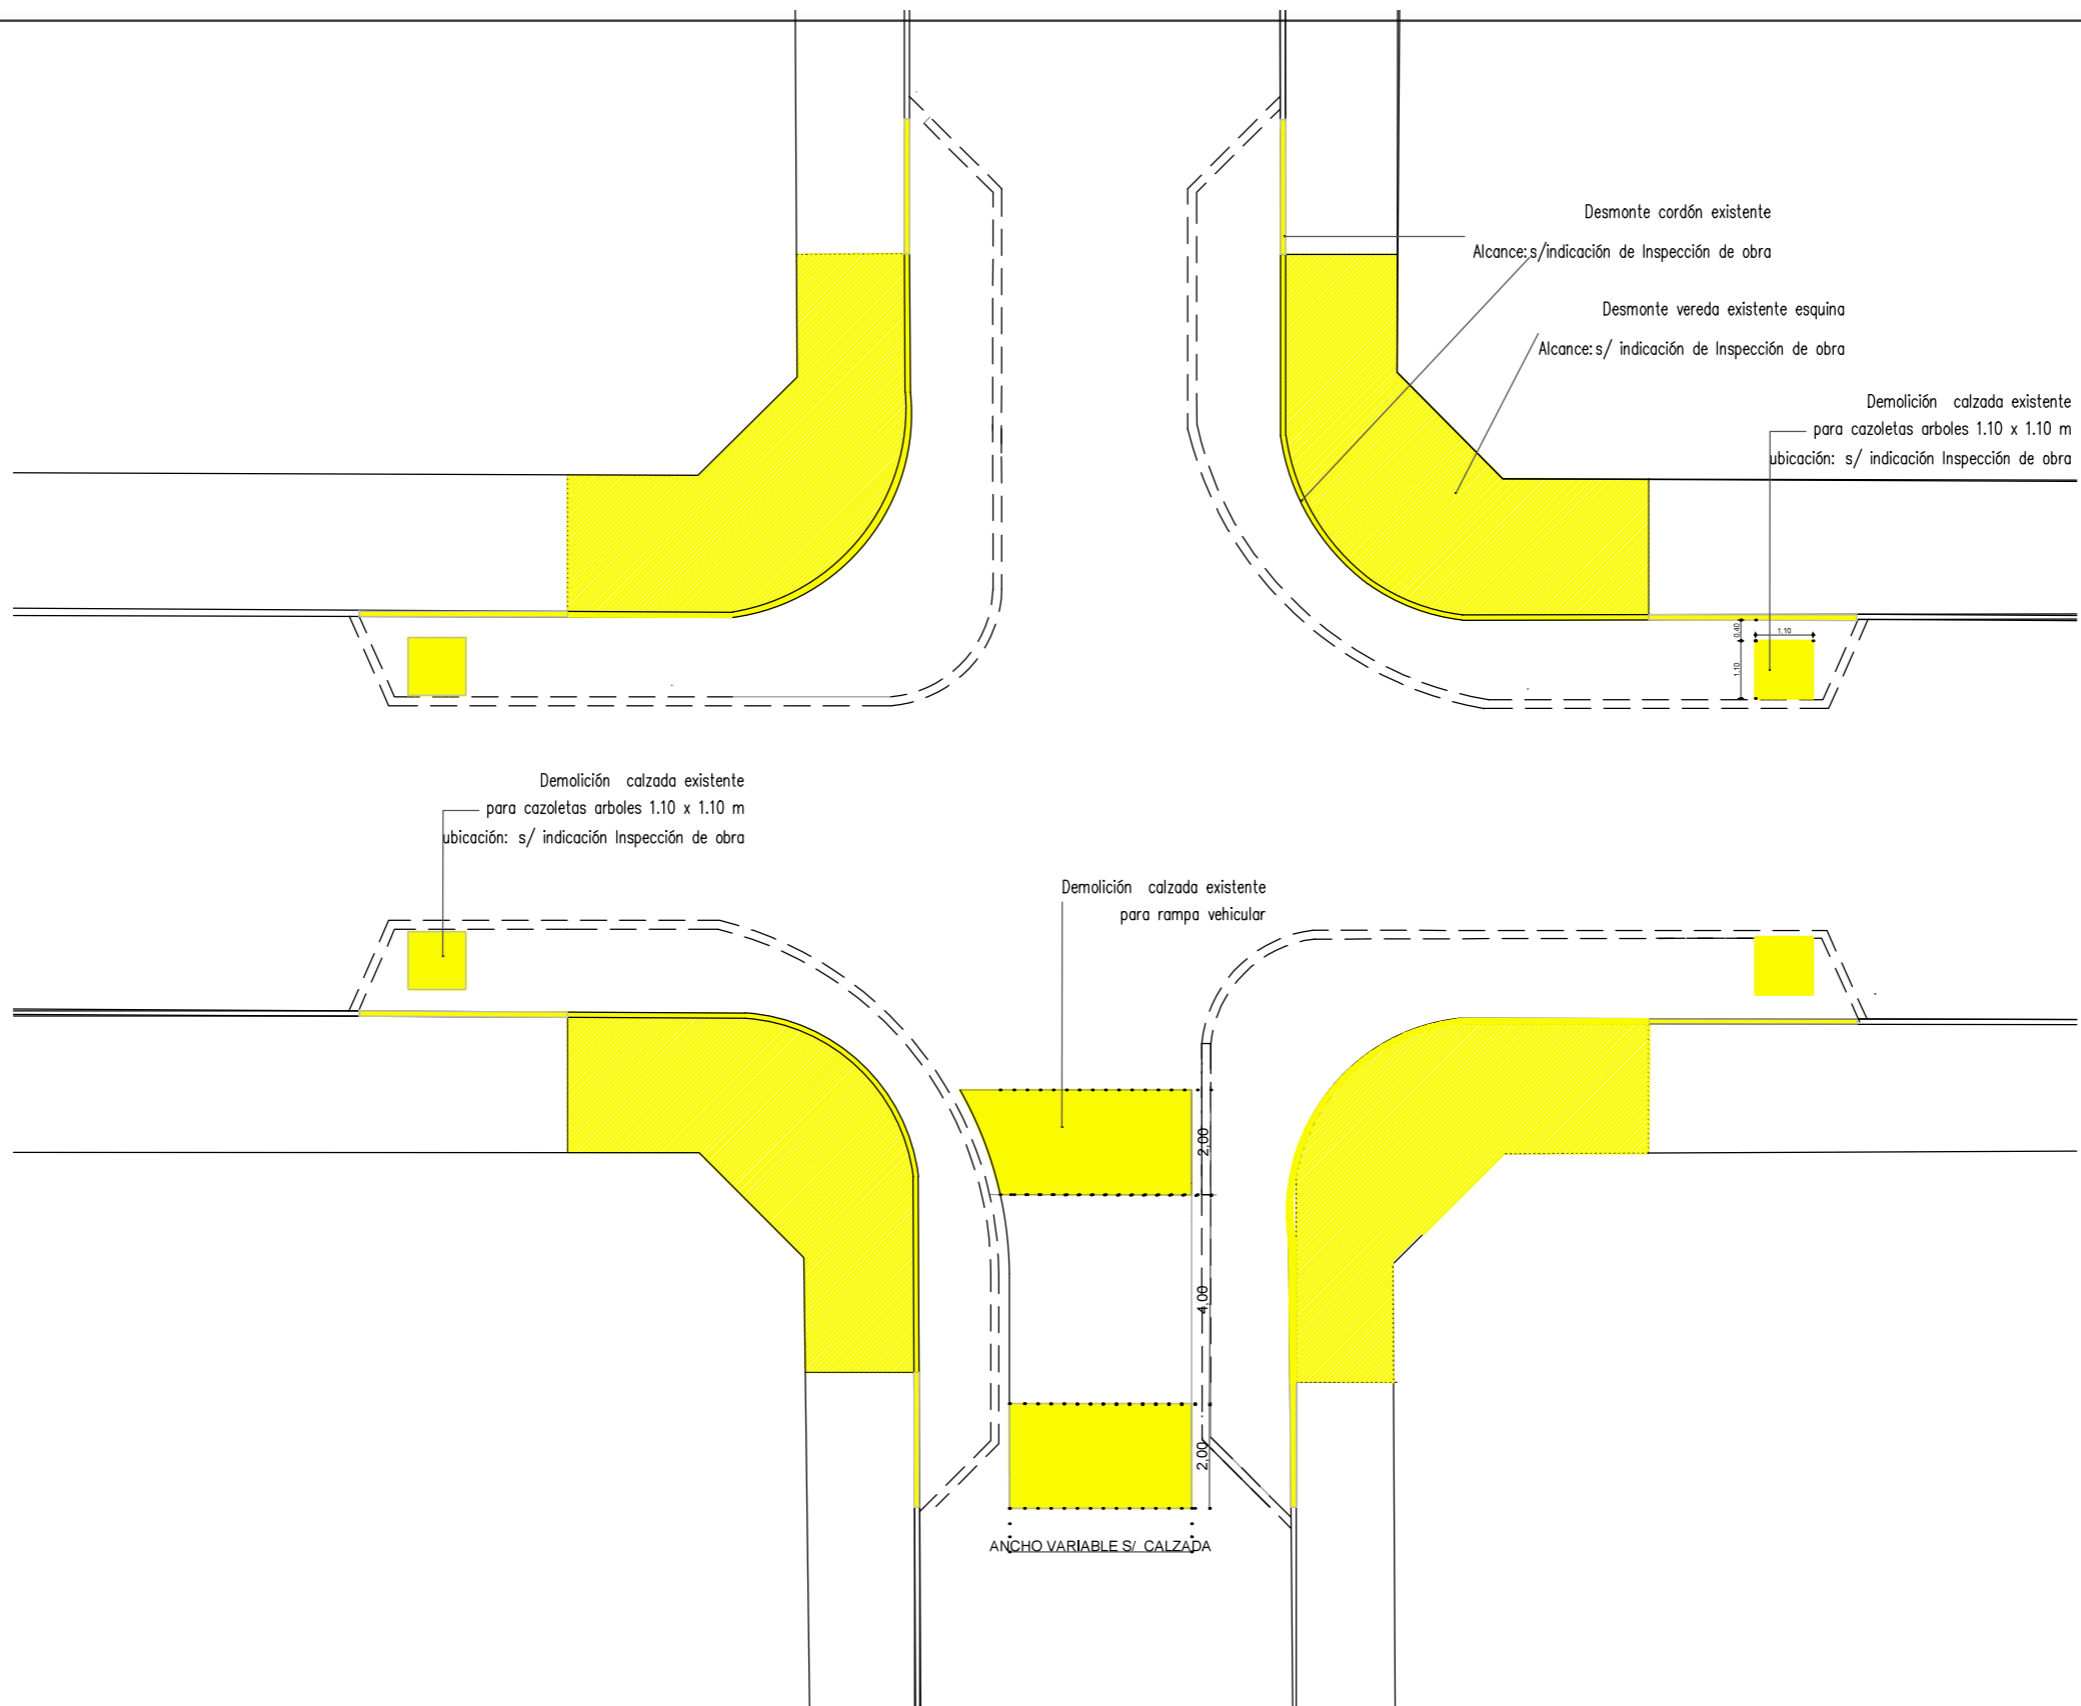 Desmonte cordón existente
Alcance: s/indicación de Inspección de obra
Desmonte vereda existente esquina
Alcance: s/ indicación de Inspección de obra
Demolición calzada existente
para cazoletas arboles 1.10 x 1.10 m
ubicación: s/ indicación Inspección de obra
0,40
1,10
1,10
Demolición calzada existente
para cazoletas arboles 1.10 x 1.10 m
ubicación: s/ indicación Inspección de obra
Demolición calzada existente
para rampa vehicular
2,00
4,00
2,00
ANCHO VARIABLE S/ CALZADA